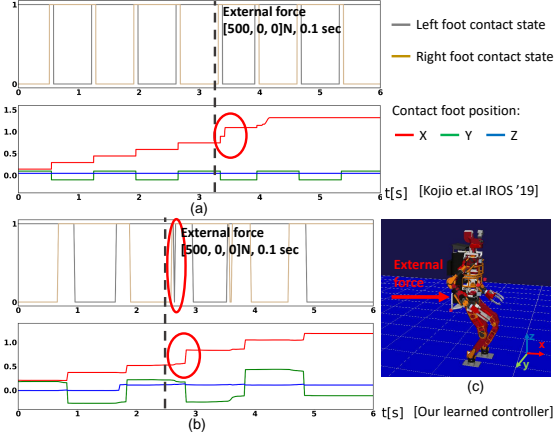 1
0
External force
[500, 0, 0]N, 0.1 sec
Left foot contact state
Right foot contact state
0 1 2 3 4 5 6
1.5
1.0
0.5
0.0
Contact foot position:
X Y Z
0 1 2 3 4 5 6
t[s] [Kojio et.al IROS ’19]
(a)
1
0
External force
[500, 0, 0]N, 0.1 sec
0 1 2 3 4 5 6
1.0
0.5
0.0
0 1 2 3 4 5 6
(b)
External
force
z
x
y
(c)
t[s] [Our learned controller]